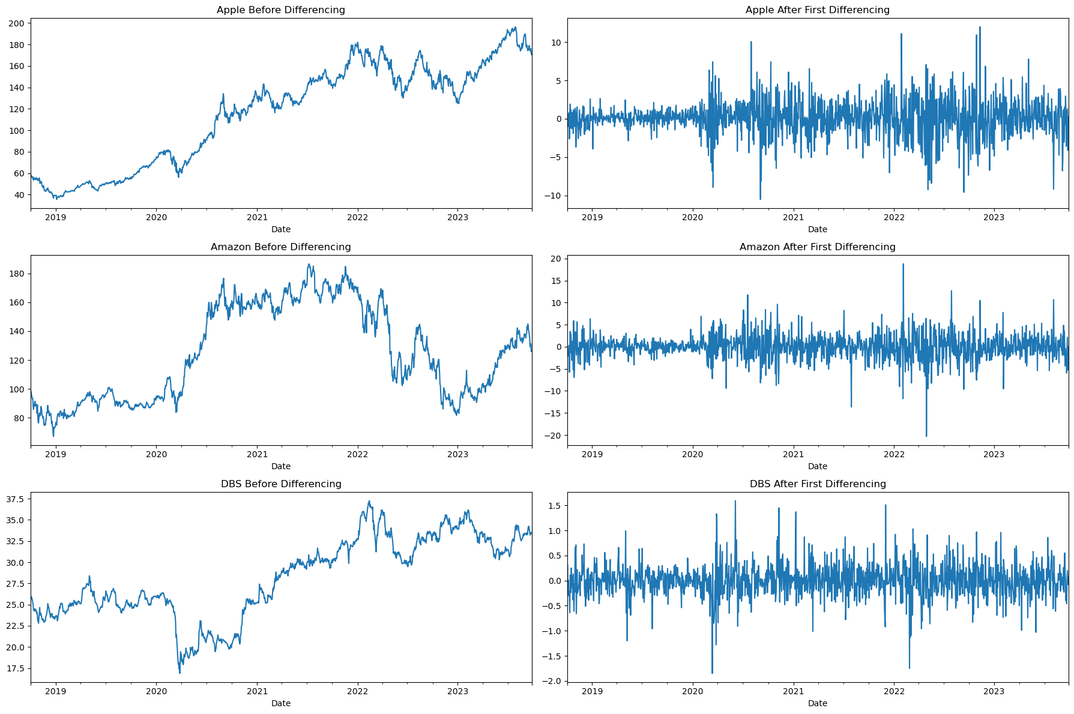 Apple Before Differencing
200
180
160
140
120
100
80
60
40
2019 2020 2021 2022 2023
Date
Apple After First Differencing
10
5
0
−5
−10
2019 2020 2021 2022 2023
Date
Amazon Before Differencing
180
160
140
120
100
80
2019 2020 2021 2022 2023
Date
Amazon After First Differencing
20
15
10
5
0
−5
−10
−15
−20
2019 2020 2021 2022 2023
Date
DBS Before Differencing
37.5
35.0
32.5
30.0
27.5
25.0
22.5
20.0
17.5
2019 2020 2021 2022 2023
Date
DBS After First Differencing
1.5
1.0
0.5
0.0
−0.5
−1.0
−1.5
−2.0
2019 2020 2021 2022 2023
Date